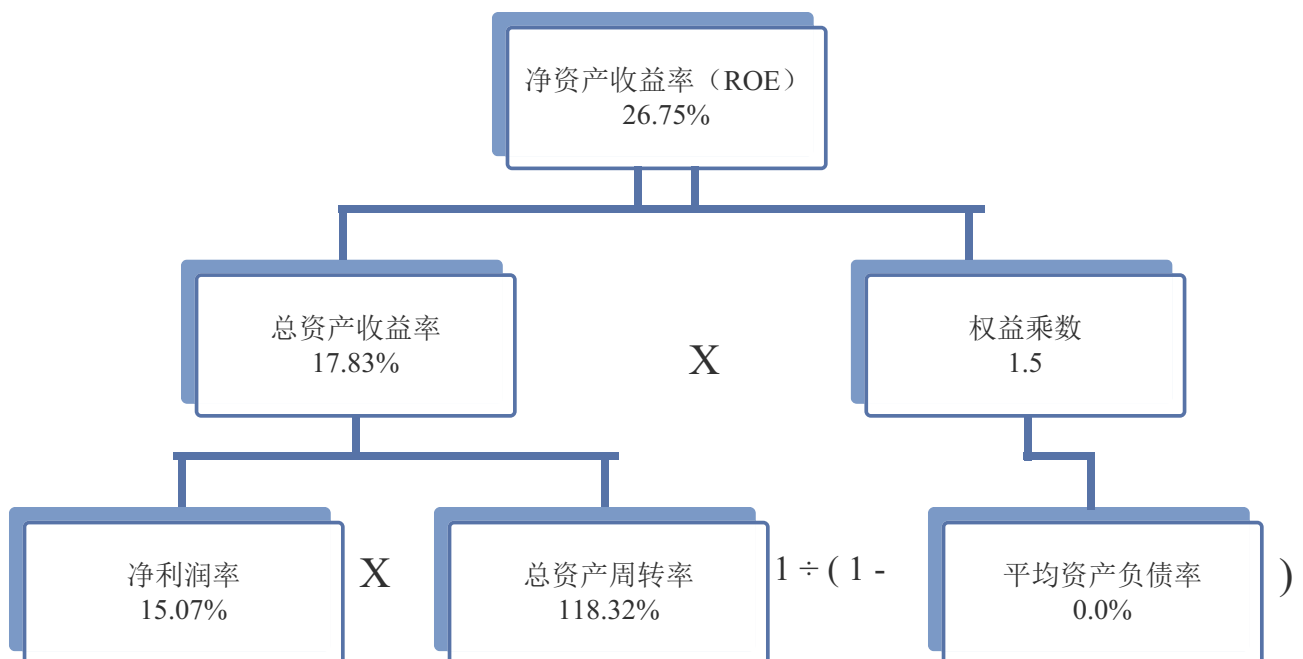 净资产收益率（ROE）
26.75%
总资产收益率
17.83%
X
权益乘数
1.5
净利润率
15.07%
X
总资产周转率
118.32%
1 ÷ ( 1 -
平均资产负债率
0.0%
)